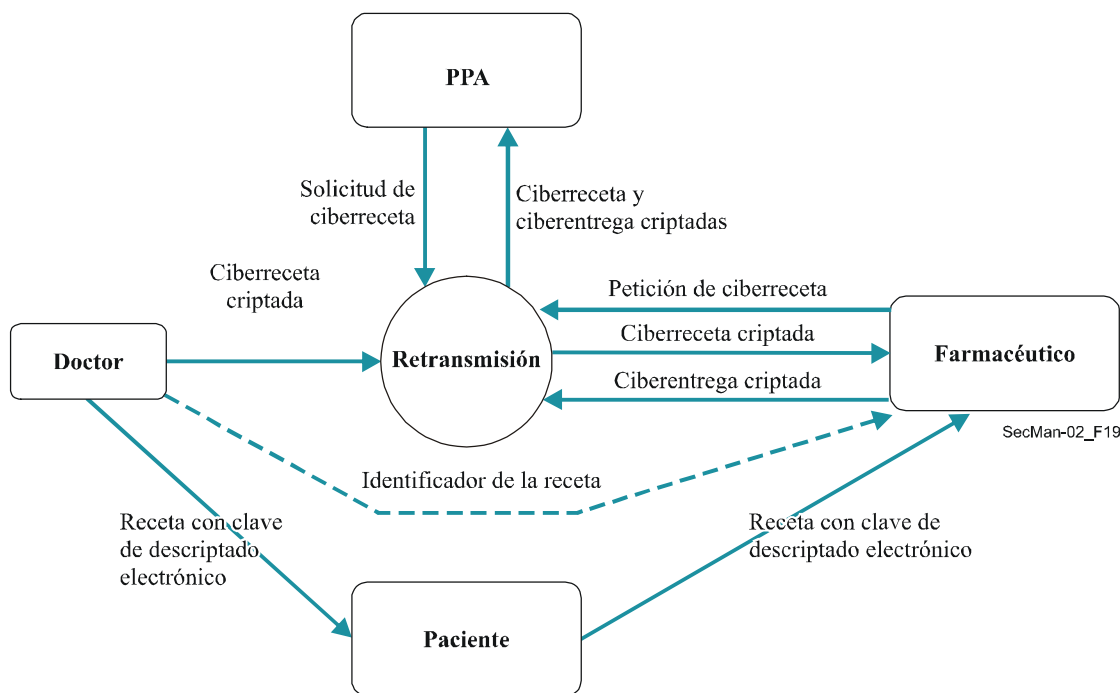 PPA
Solicitud de
ciberreceta
Ciberreceta y
ciberentrega criptadas
Ciberreceta
criptada
Petición de ciberreceta
Ciberreceta criptada
Ciberentrega criptada
Doctor
Retransmisión
Farmacéutico
SecMan-02_F19
Identificador de la receta
Receta con clave
de descriptado
electrónico
Receta con clave de
descriptado electrónico
Paciente